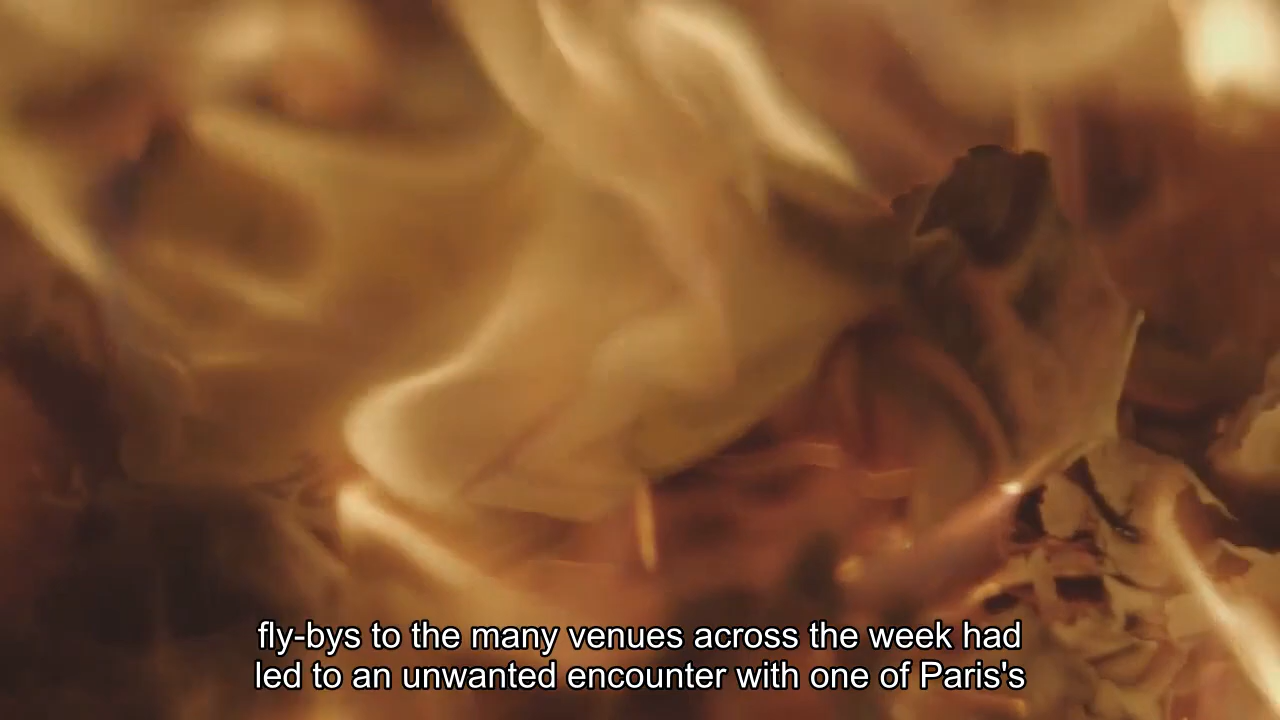 fly-bys to the many venues across the week had
led to an unwanted encounter with one of Paris's